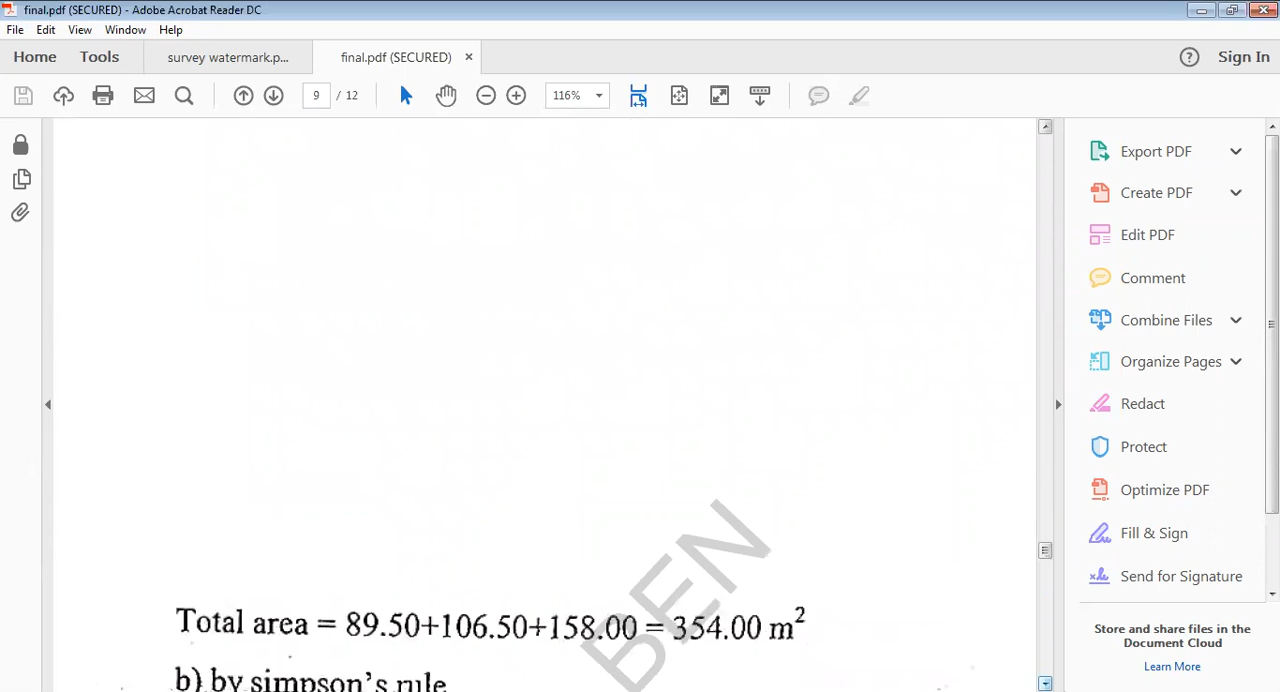 final.pdf (SECURED) - Adobe Acrobat Reader DC
File Edit View Window Help
Home Tools survey watermark.p... final.pdf (SECURED) × ? Sign In
9 / 12 116%
Export PDF
Create PDF
Edit PDF
Comment
Combine Files
Organize Pages
Redact
Protect
Optimize PDF
Fill & Sign
Send for Signature
Store and share files in the
Document Cloud
Learn More
BEN
Total area = 89.50+106.50+158.00 = 354.00 m²
b) by simpson's rule